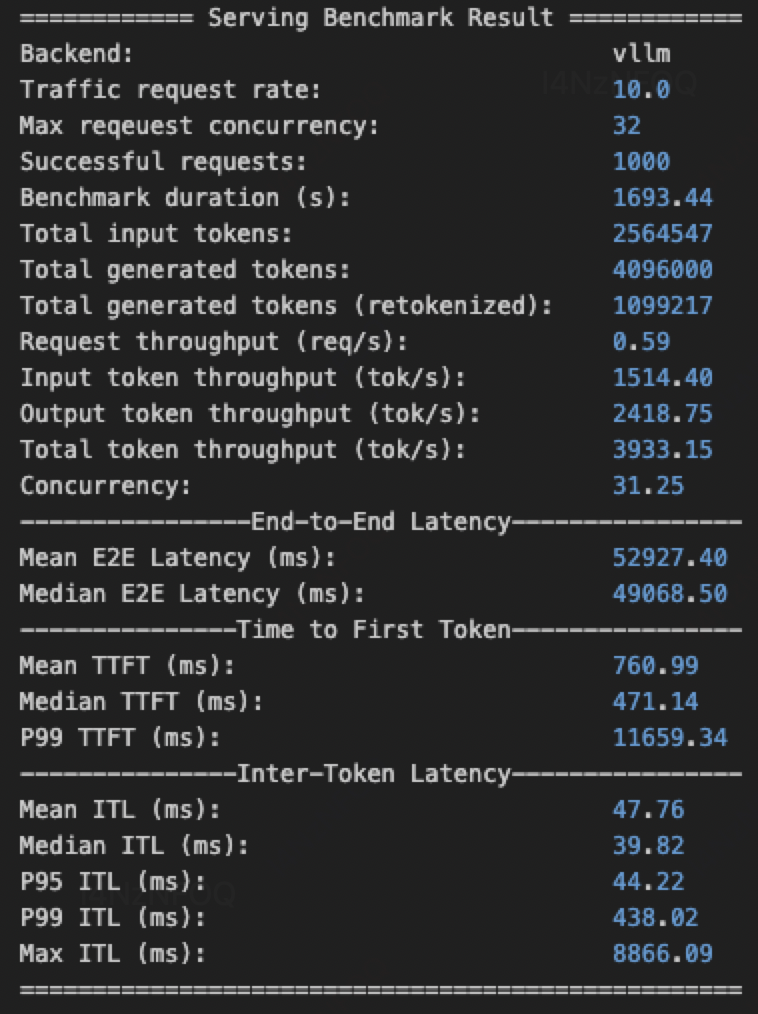 ============ Serving Benchmark Result ============
Backend: vllm
Traffic request rate: 10.0
Max reqeuest concurrency: 32
Successful requests: 1000
Benchmark duration (s): 1693.44
Total input tokens: 2564547
Total generated tokens: 4096000
Total generated tokens (retokenized): 1099217
Request throughput (req/s): 0.59
Input token throughput (tok/s): 1514.40
Output token throughput (tok/s): 2418.75
Total token throughput (tok/s): 3933.15
Concurrency: 31.25
----------------End-to-End Latency----------------
Mean E2E Latency (ms): 52927.40
Median E2E Latency (ms): 49068.50
---------------Time to First Token----------------
Mean TTFT (ms): 760.99
Median TTFT (ms): 471.14
P99 TTFT (ms): 11659.34
---------------Inter-Token Latency----------------
Mean ITL (ms): 47.76
Median ITL (ms): 39.82
P95 ITL (ms): 44.22
P99 ITL (ms): 438.02
Max ITL (ms): 8866.09
==================================================